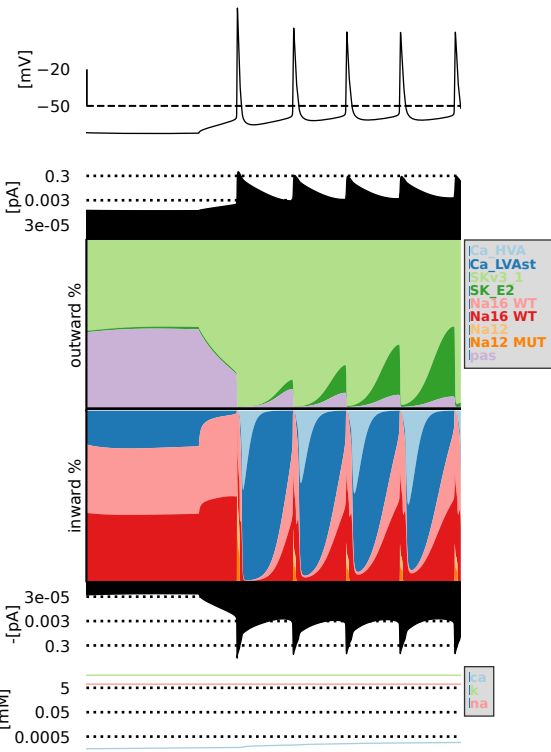 [mV]
−20
−50
[pA]
0.3
0.003
3e-05
outward %
Ca_HVA
Ca_LVAst
SKv3_1
SK_E2
Na16 WT
Na16 WT
Na12
Na12 MUT
pas
inward %
-[pA]
3e-05
0.003
0.3
[mM]
5
0.05
0.0005
ca
k
na